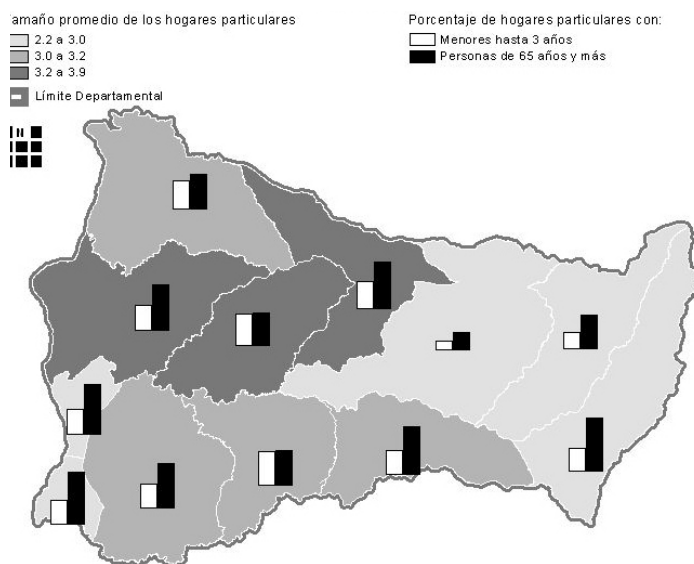 amaño promedio de los hogares particulares
2.2 a 3.0
3.0 a 3.2
3.2 a 3.9
Límite Departamental
Porcentaje de hogares particulares con:
Menores hasta 3 años
Personas de 65 años y más